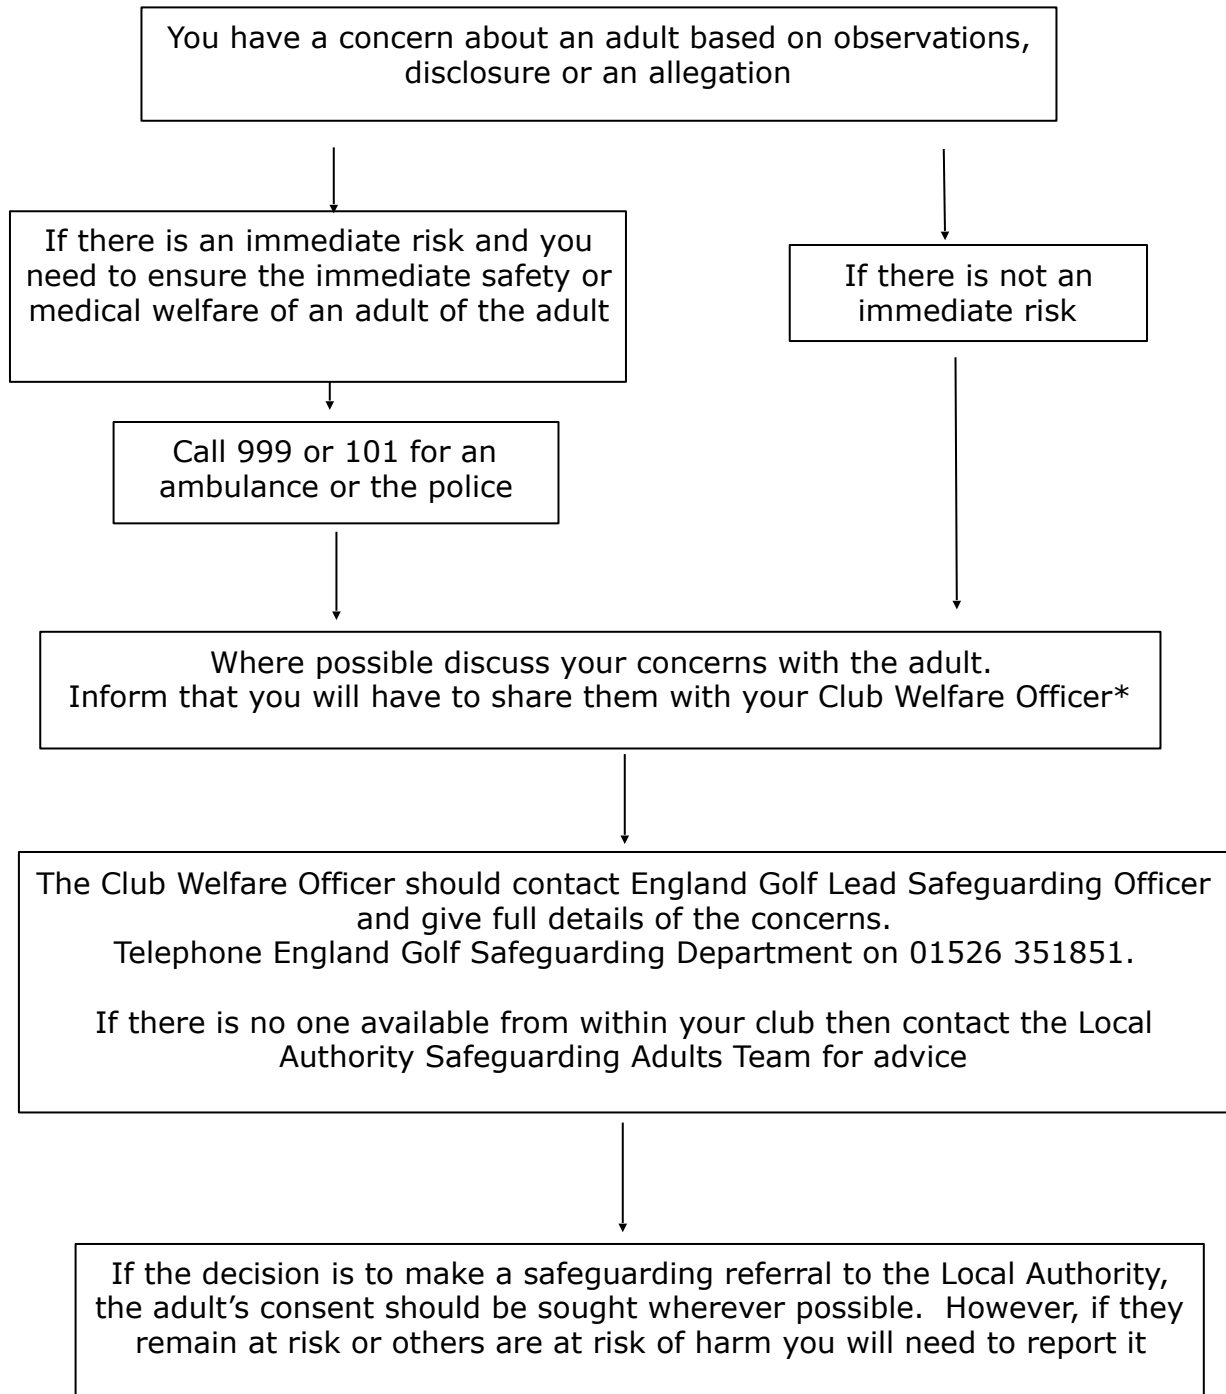 You have a concern about an adult based on observations,
disclosure or an allegation
If there is an immediate risk and you
need to ensure the immediate safety or
medical welfare of an adult of the adult
If there is not an
immediate risk
Call 999 or 101 for an
ambulance or the police
Where possible discuss your concerns with the adult.
Inform that you will have to share them with your Club Welfare Officer*
The Club Welfare Officer should contact England Golf Lead Safeguarding Officer
and give full details of the concerns.
Telephone England Golf Safeguarding Department on 01526 351851.
If there is no one available from within your club then contact the Local
Authority Safeguarding Adults Team for advice
If the decision is to make a safeguarding referral to the Local Authority,
the adult’s consent should be sought wherever possible.  However, if they
remain at risk or others are at risk of harm you will need to report it